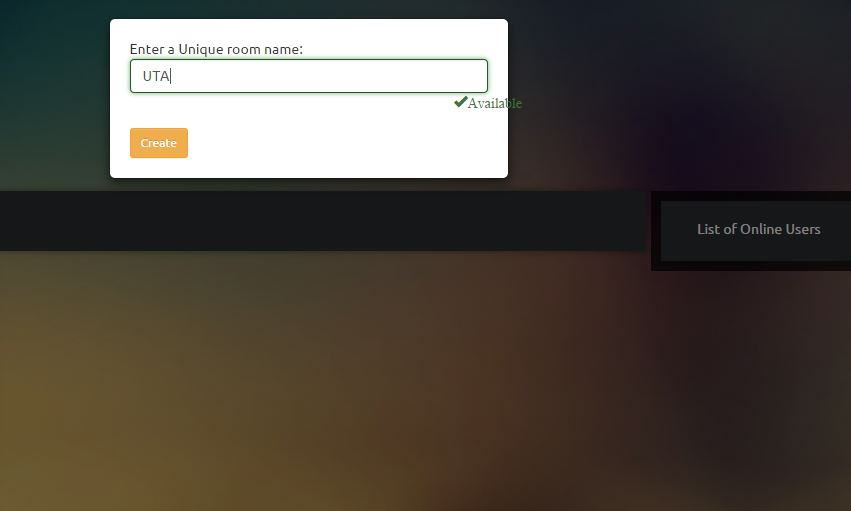 Enter a Unique room name:
UTA
Available
Create
List of Online Users